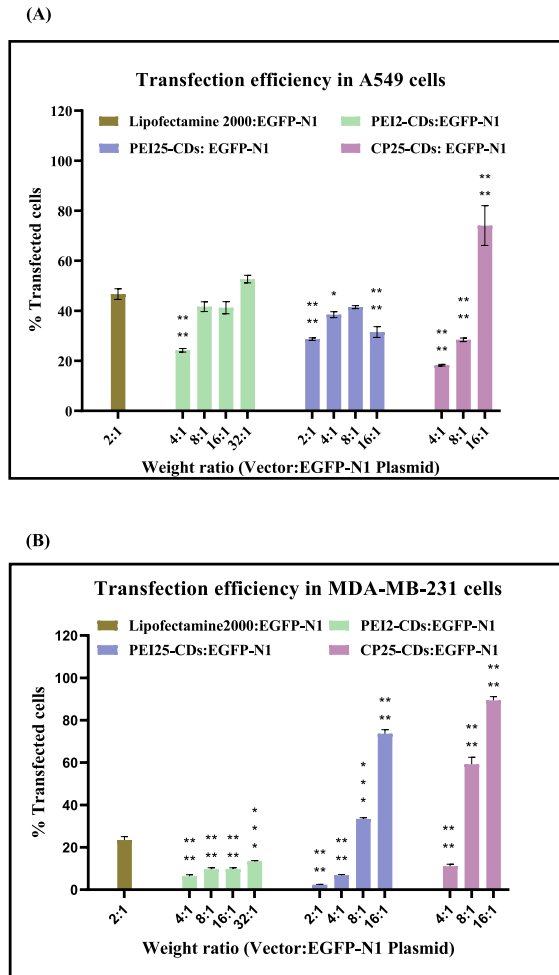 (A)
Transfection efficiency in A549 cells
Lipofectamine 2000:EGFP-N1
PEI2-CDs:EGFP-N1
PEI25-CDs: EGFP-N1
CP25-CDs: EGFP-N1
% Transfected cells
120
100
80
60
40
20
0
** ** ** ** * ** ** ** ** ** ** ** **
2:1 4:1 8:1 16:1 32:1 2:1 4:1 8:1 16:1 4:1 8:1 16:1
Weight ratio (Vector:EGFP-N1 Plasmid)
(B)
Transfection efficiency in MDA-MB-231 cells
Lipofectamine2000:EGFP-N1
PEI2-CDs:EGFP-N1
PEI25-CDs:EGFP-N1
CP25-CDs:EGFP-N1
% Transfected cells
120
100
80
60
40
20
0
** ** ** ** ** ** * * * ** ** ** ** * * * ** ** ** ** ** ** ** **
2:1 4:1 8:1 16:1 32:1 2:1 4:1 8:1 16:1 4:1 8:1 16:1
Weight ratio (Vector:EGFP-N1 Plasmid)